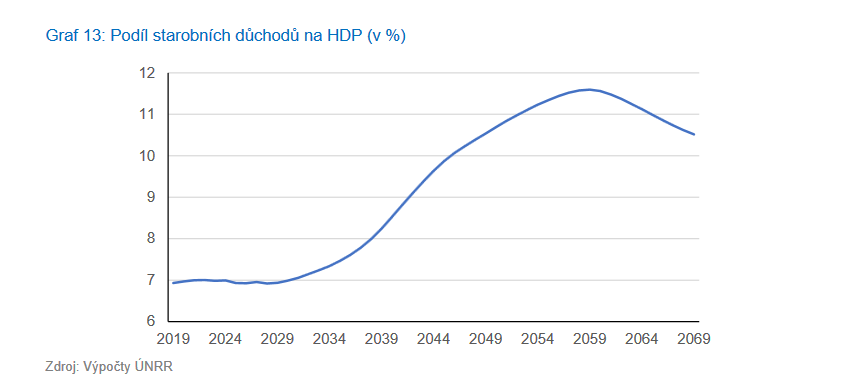 Graf 13: Podíl starobních důchodů na HDP (v %)
12
11
10
9
8
7
6
2019 2024 2029 2034 2039 2044 2049 2054 2059 2064 2069
Zdroj: Výpočty ÚNRR